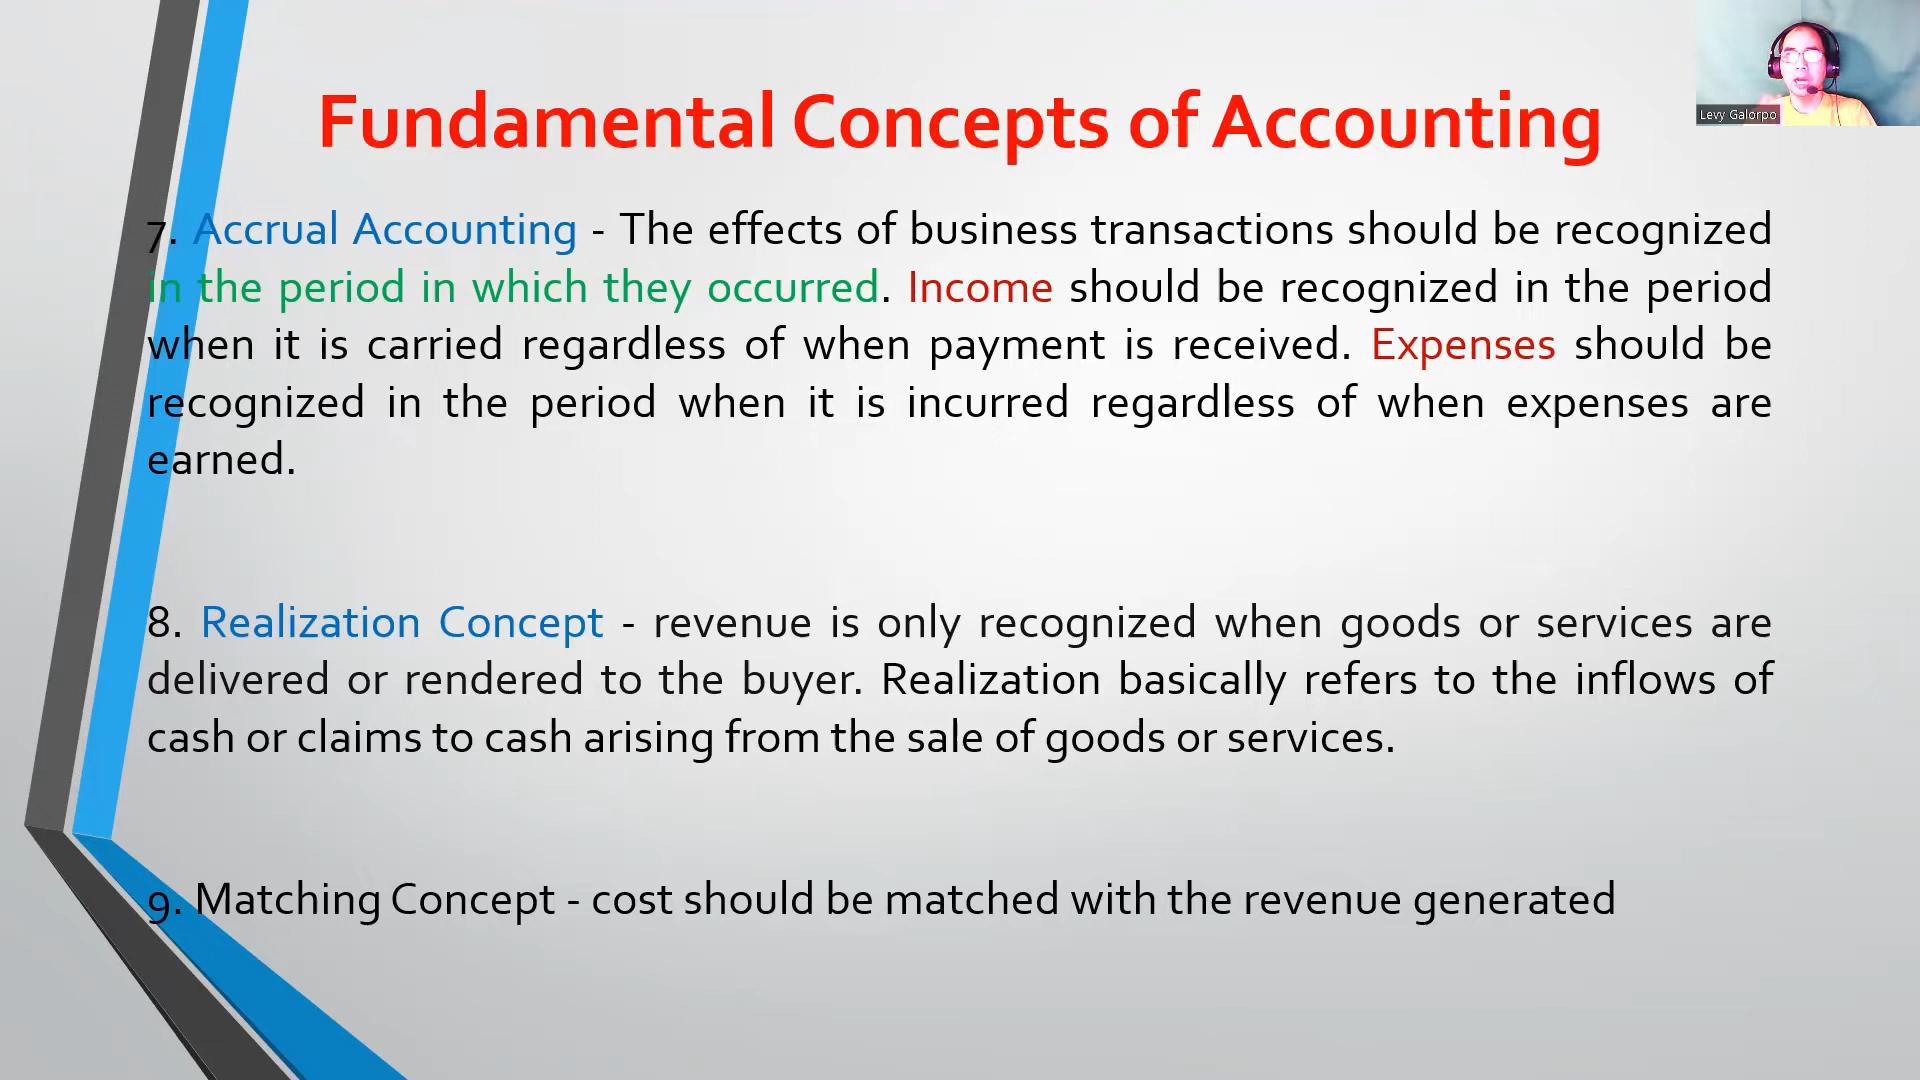 Fundamental Concepts of Accounting
Levy Galorpo
7. Accrual Accounting - The effects of business transactions should be recognized
in the period in which they occurred. Income should be recognized in the period
when it is carried regardless of when payment is received. Expenses should be
recognized in the period when it is incurred regardless of when expenses are
earned.
8. Realization Concept - revenue is only recognized when goods or services are
delivered or rendered to the buyer. Realization basically refers to the inflows of
cash or claims to cash arising from the sale of goods or services.
9. Matching Concept - cost should be matched with the revenue generated